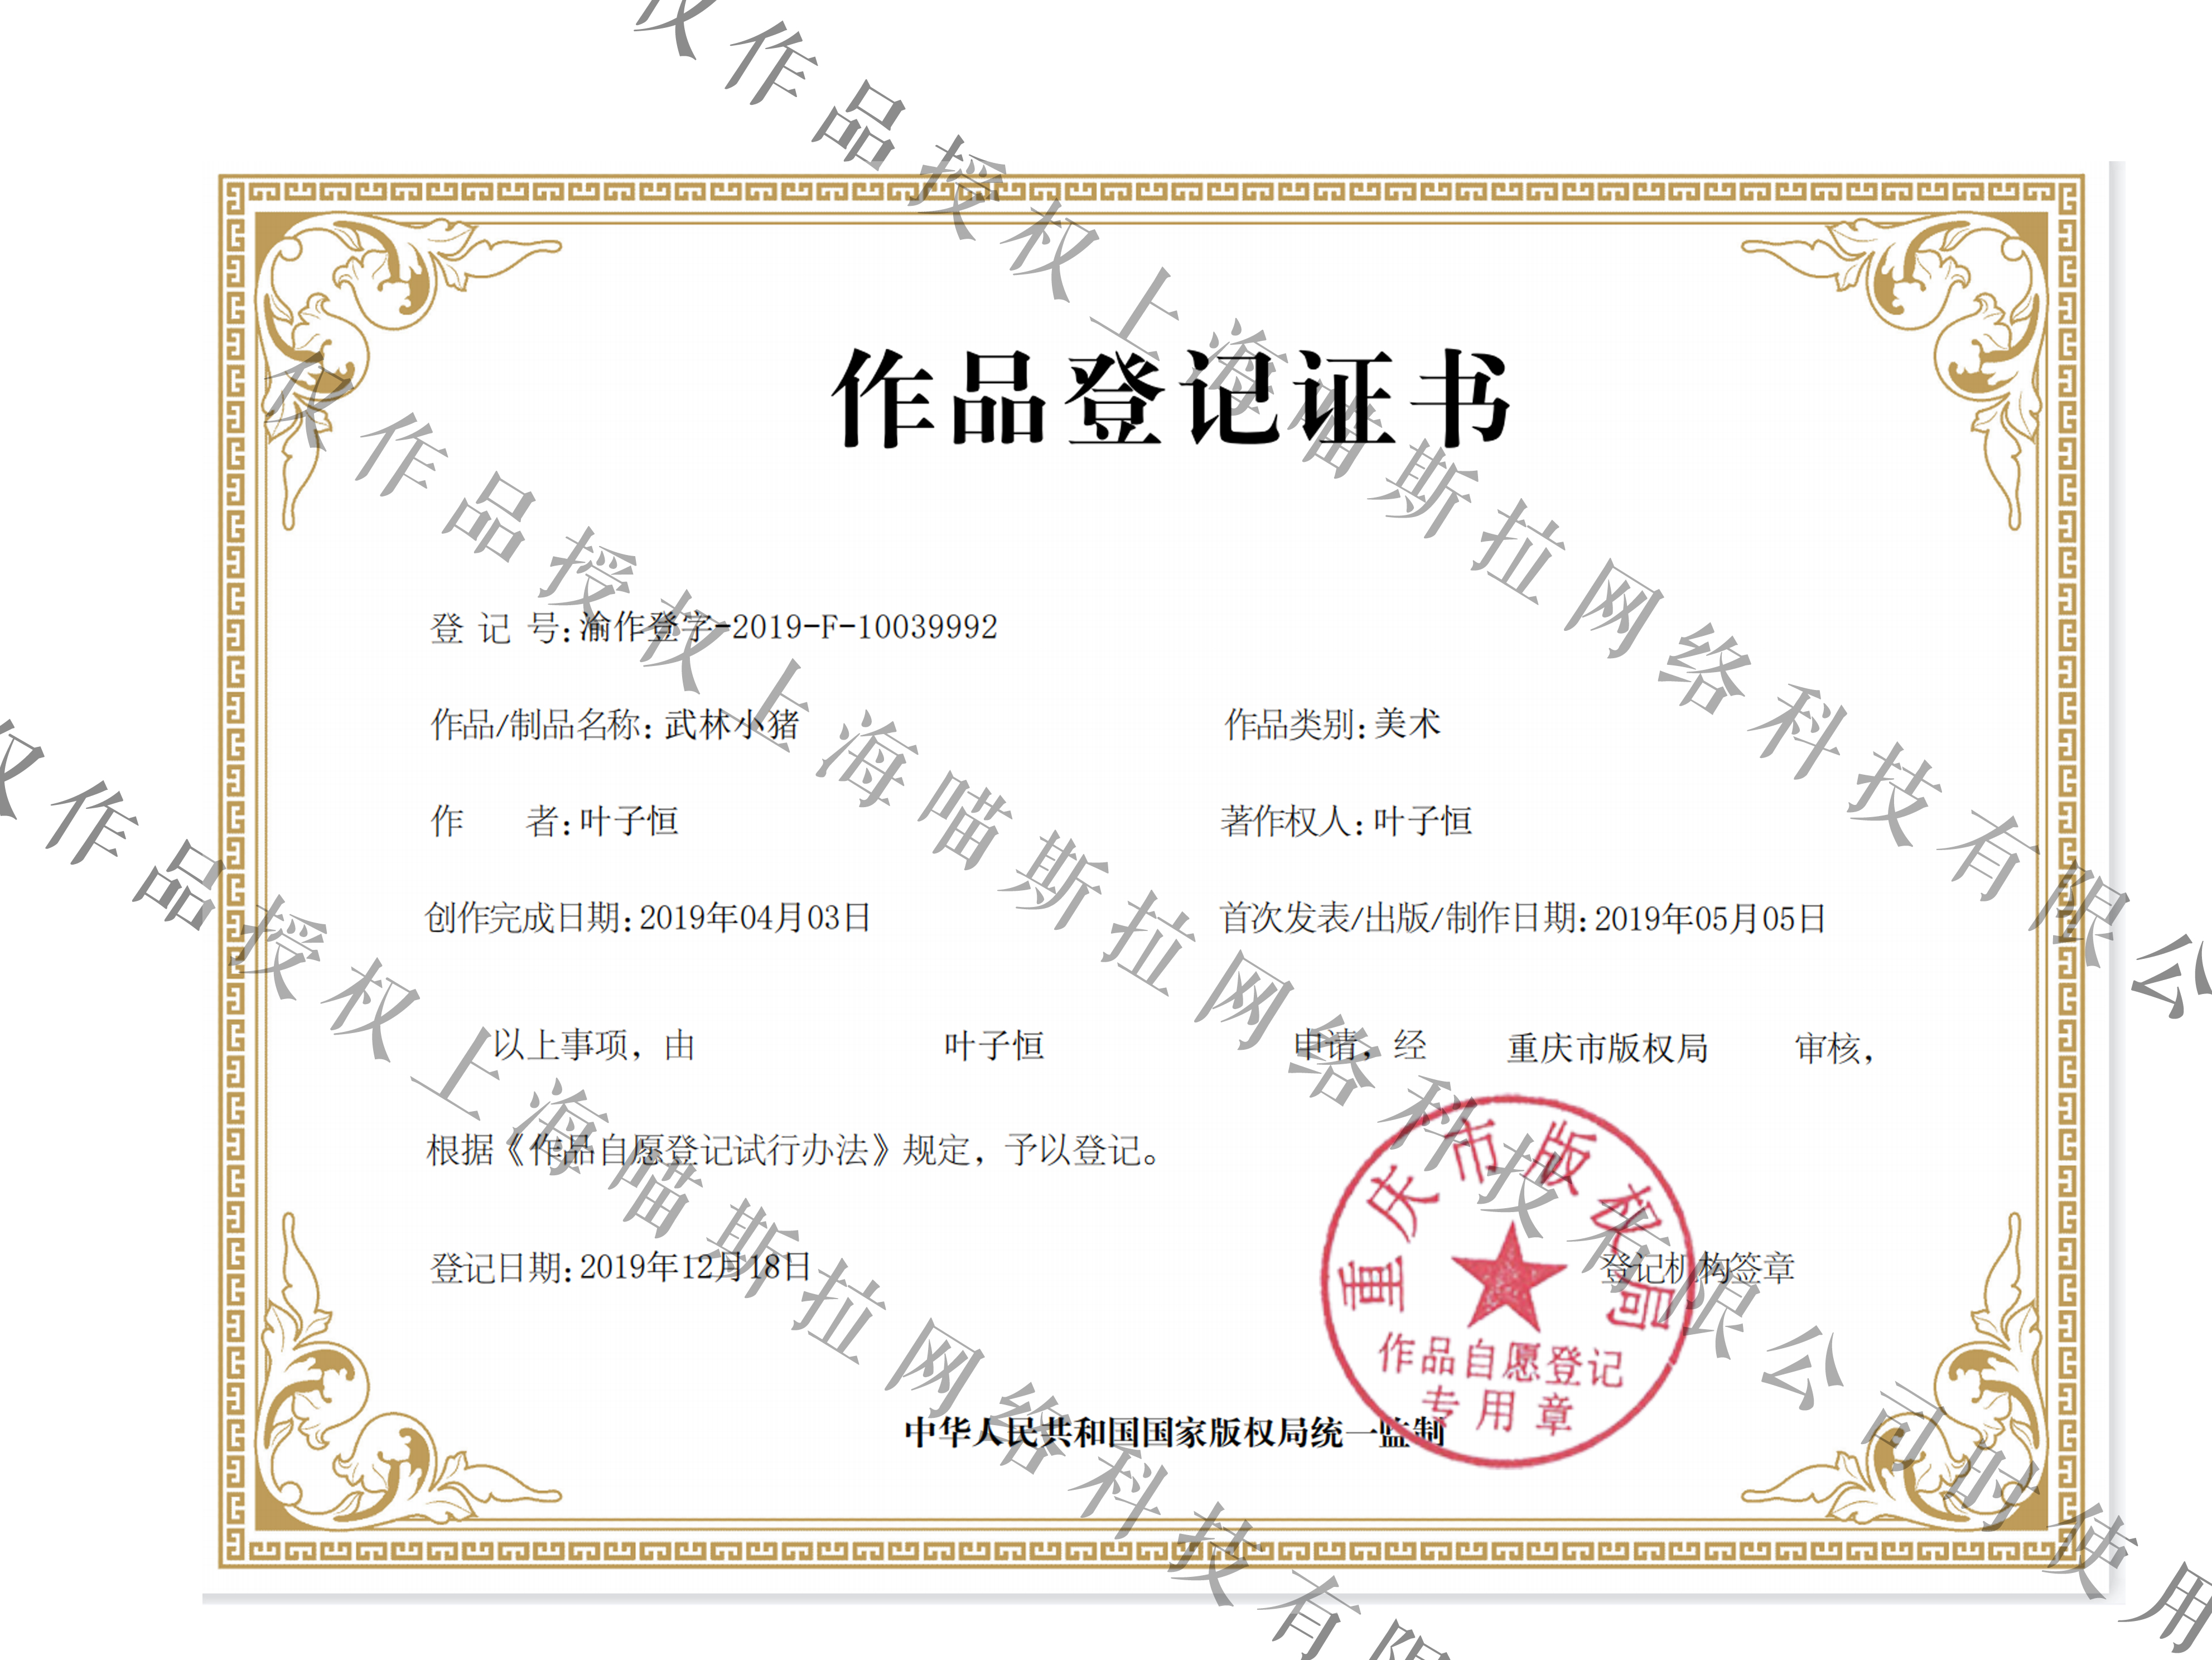 作品登记证书
登 记 号：渝作登字-2019-F-10039992
作品/制品名称：武林小猪 作品类别：美术
作 者：叶子恒 著作权人：叶子恒
创作完成日期：2019年04月03日 首次发表/出版/制作日期：2019年05月05日
以上事项，由 叶子恒 申请，经 重庆市版权局 审核，
根据《作品自愿登记试行办法》规定，予以登记。
登记日期：2019年12月18日 登记机构签章
重庆市版权局
作品自愿登记
专用章
中华人民共和国国家版权局统一监制
仅作品授权上海喵斯拉网络科技有限公
仅作品授权上海喵斯拉网络科技有限公司时使用
仅作品授权上海喵斯拉网络科技有限